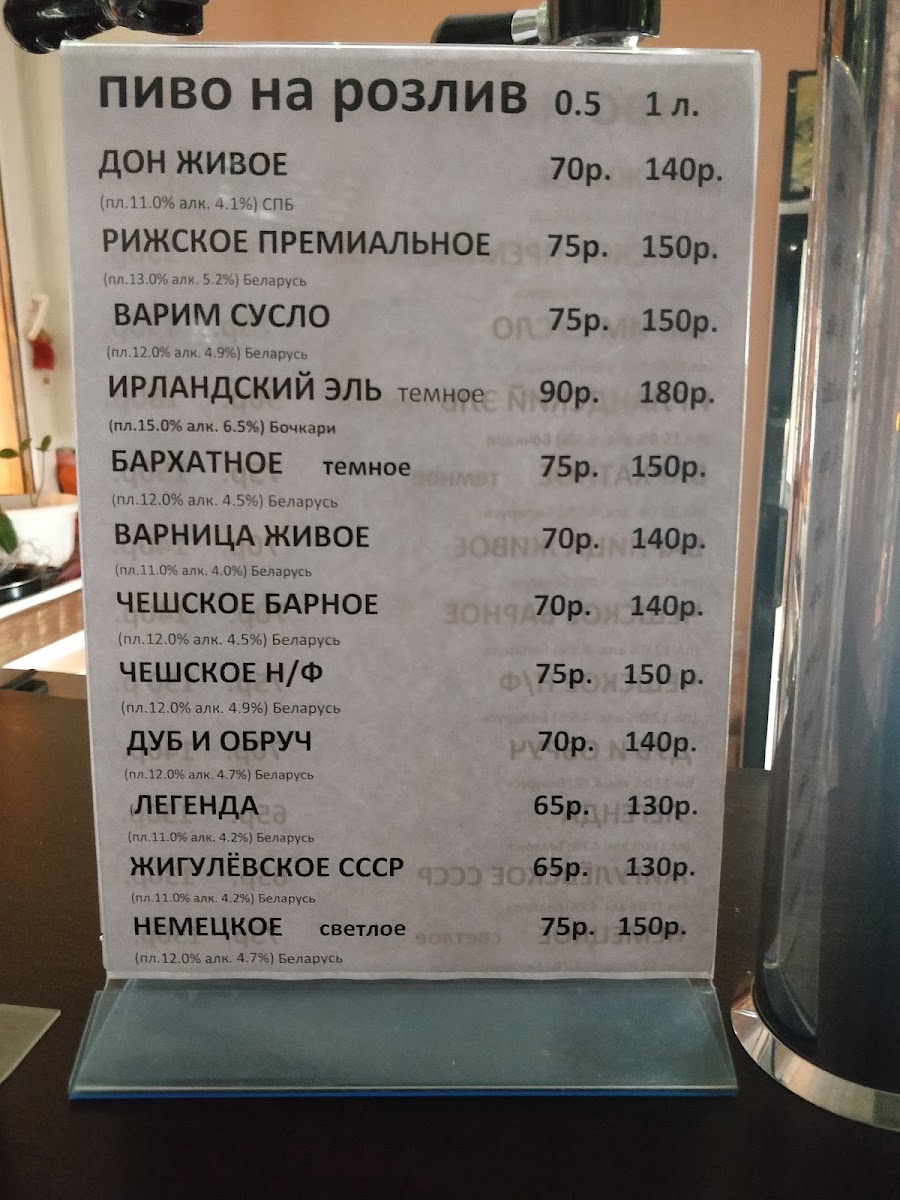 пиво на розлив 0.5 1 л.
ДОН ЖИВОЕ 70р. 140р.
(пл.11.0% алк. 4.1%) СПБ
РИЖСКОЕ ПРЕМИАЛЬНОЕ 75р. 150р.
(пл.13.0% алк. 5.2%) Беларусь
ВАРИМ СУСЛО 75р. 150р.
(пл.12.0% алк. 4.9%) Беларусь
ИРЛАНДСКИЙ ЭЛЬ темное 90р. 180р.
(пл.15.0% алк. 6.5%) Бочкари
БАРХАТНОЕ темное 75р. 150р.
(пл.12.0% алк. 4.5%) Беларусь
ВАРНИЦА ЖИВОЕ 70р. 140р.
(пл.11.0% алк. 4.0%) Беларусь
ЧЕШСКОЕ БАРНОЕ 70р. 140р.
(пл.12.0% алк. 4.5%) Беларусь
ЧЕШСКОЕ Н/Ф 75р. 150 р.
(пл.12.0% алк. 4.9%) Беларусь
ДУБ И ОБРУЧ 70р. 140р.
(пл.12.0% алк. 4.7%) Беларусь
ЛЕГЕНДА 65р. 130р.
(пл.11.0% алк. 4.2%) Беларусь
ЖИГУЛЁВСКОЕ СССР 65р. 130р.
(пл.11.0% алк. 4.2%) Беларусь
НЕМЕЦКОЕ светлое 75р. 150р.
(пл.12.0% алк. 4.7%) Беларусь